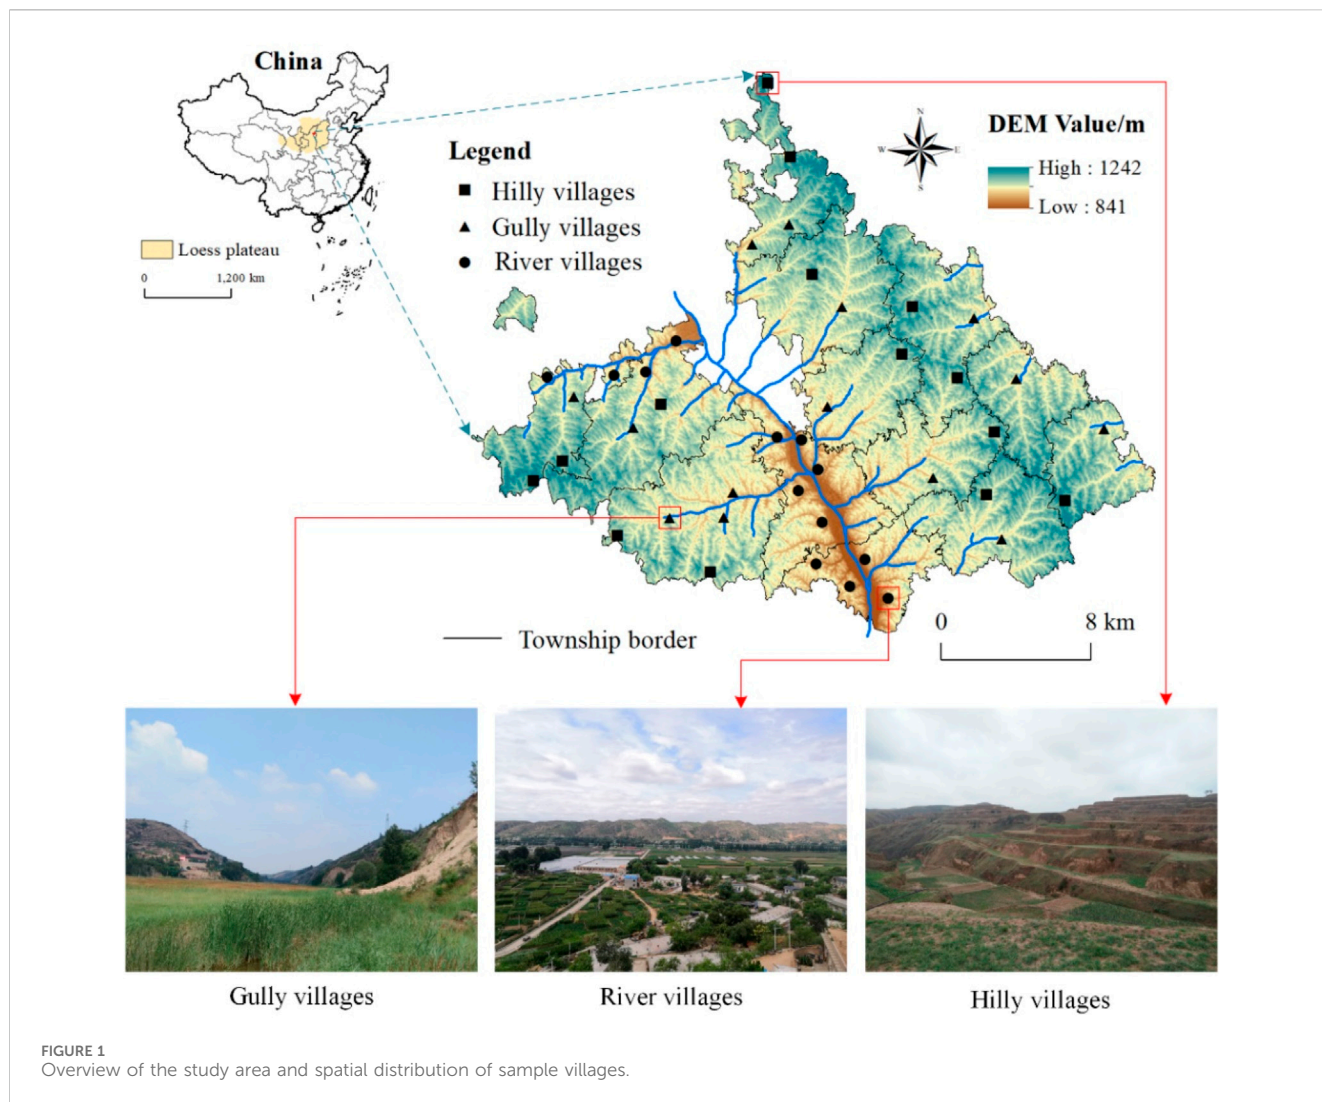 China
Loess plateau
0 1,200 km
Legend
Hilly villages
Gully villages
River villages
N
W E
S
DEM Value/m
High : 1242
Low : 841
Township border
0 8 km
Gully villages
River villages
Hilly villages
FIGURE 1
Overview of the study area and spatial distribution of sample villages.